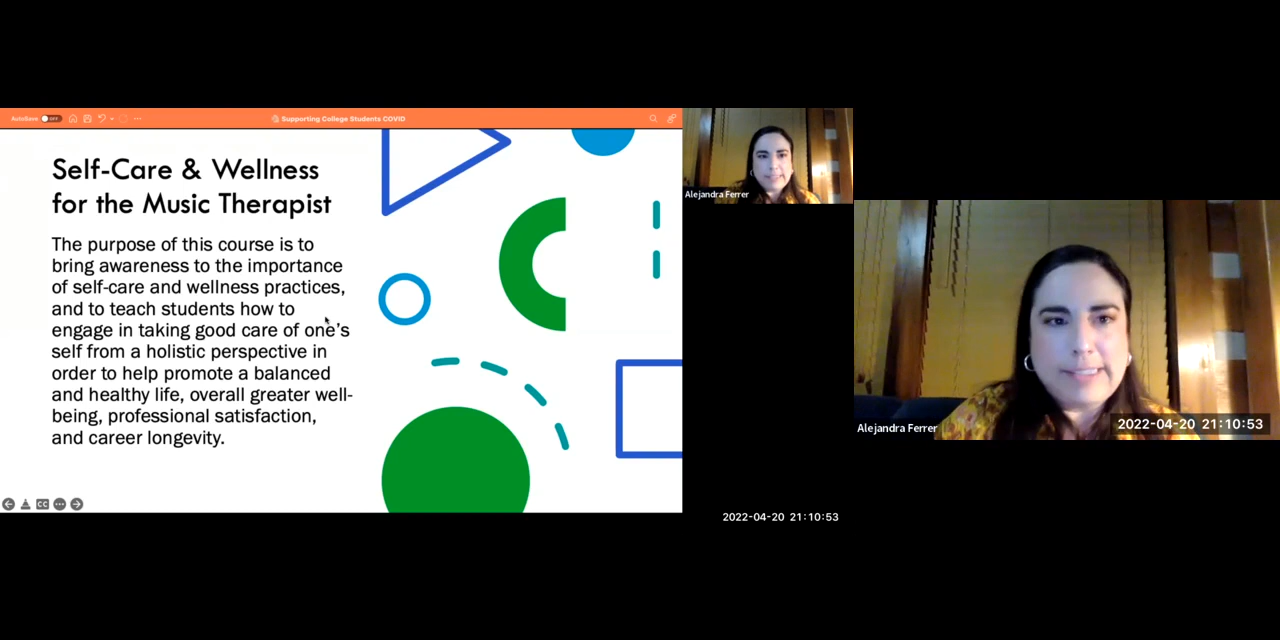 AutoSave OFF
Supporting College Students COVID
Self-Care & Wellness
for the Music Therapist
The purpose of this course is to
bring awareness to the importance
of self-care and wellness practices,
and to teach students how to
engage in taking good care of one's
self from a holistic perspective in
order to help promote a balanced
and healthy life, overall greater well-
being, professional satisfaction,
and career longevity.
CC
Alejandra Ferrer
2022-04-20 21:10:53
Alejandra Ferrer
2022-04-20 21:10:53